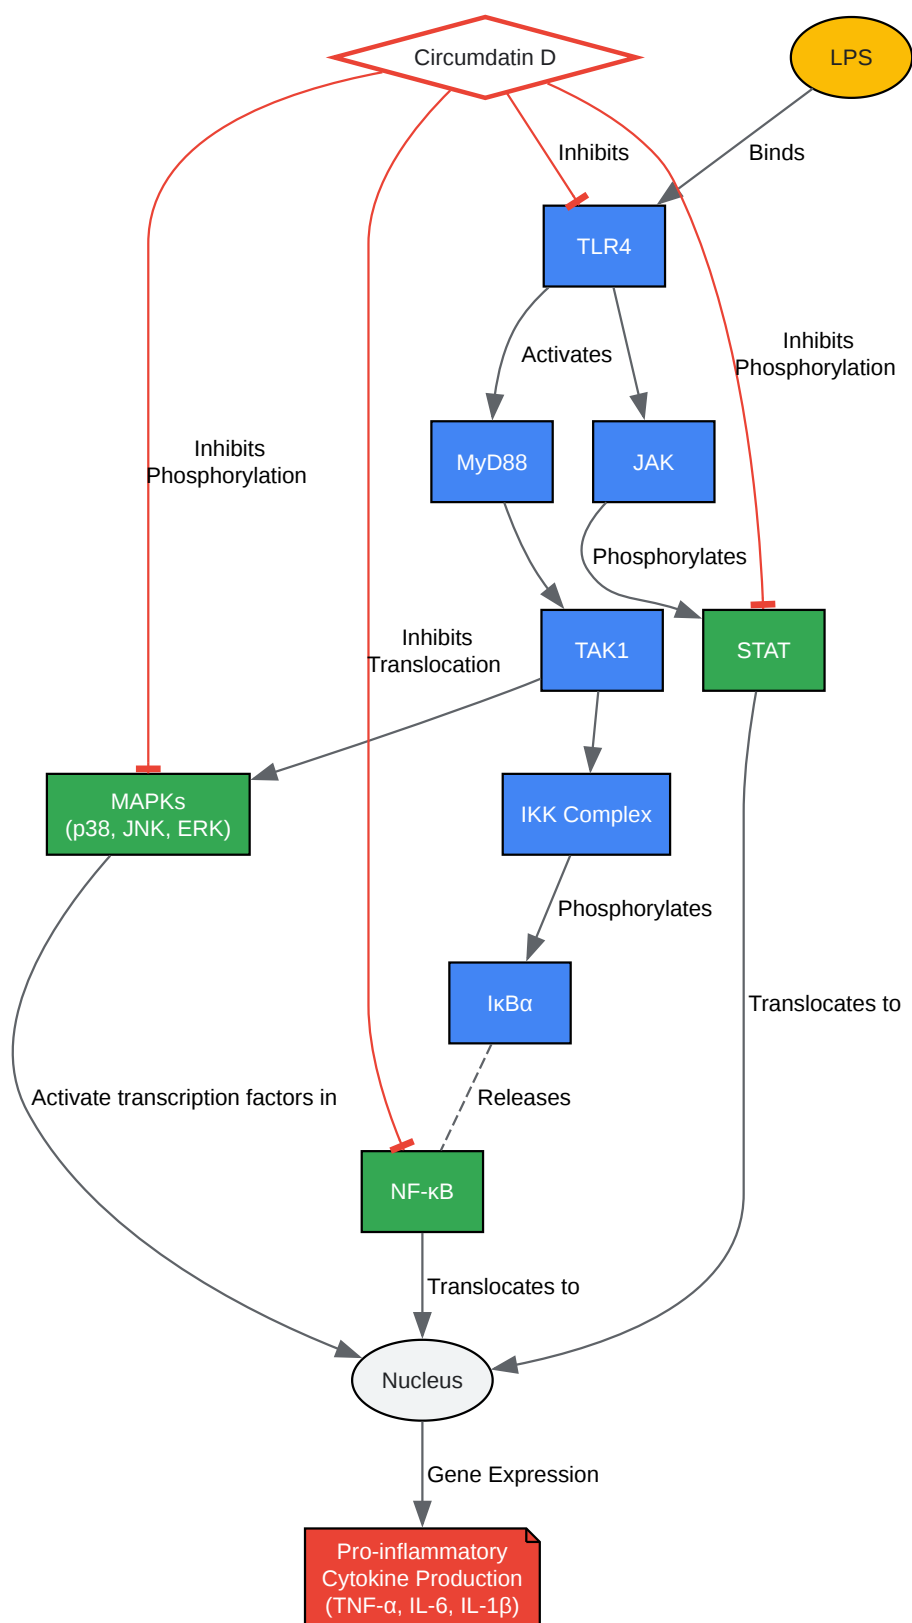 Circumdatin D
LPS
Inhibits
Binds
TLR4
Inhibits
Phosphorylation
Activates
Inhibits
Phosphorylation
MyD88
JAK
Phosphorylates
Inhibits
Translocation
TAK1
STAT
MAPKs
(p38, JNK, ERK)
IKK Complex
Phosphorylates
IκBα
Translocates to
Activate transcription factors in
Releases
NF-κB
Translocates to
Nucleus
Gene Expression
Pro-inflammatory
Cytokine Production
(TNF-α, IL-6, IL-1β)